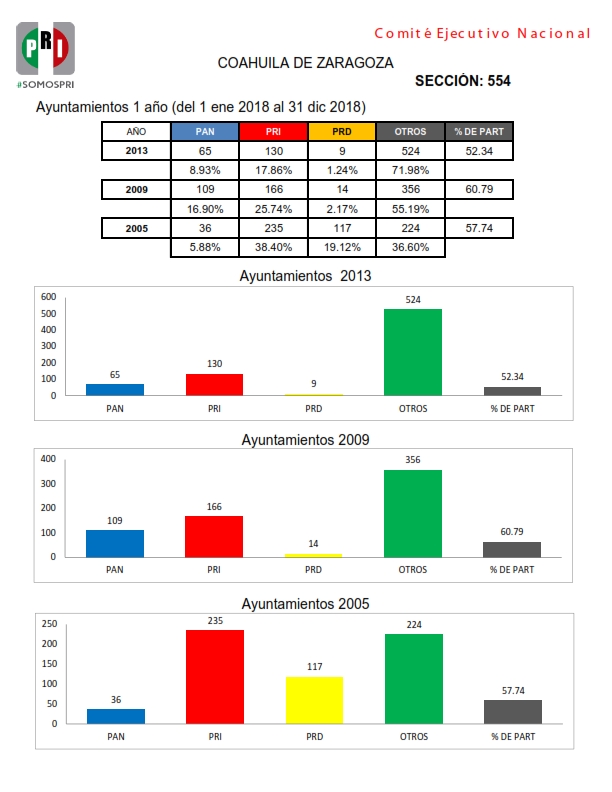 Comité Ejecutivo Nacional
PRI
#SOMOSPRI
COAHUILA DE ZARAGOZA
SECCIÓN: 554
Ayuntamientos 1 año (del 1 ene 2018 al 31 dic 2018)
AÑO PAN PRI PRD OTROS % DE PART
2013 65 130 9 524 52.34
8.93% 17.86% 1.24% 71.98%
2009 109 166 14 356 60.79
16.90% 25.74% 2.17% 55.19%
2005 36 235 117 224 57.74
5.88% 38.40% 19.12% 36.60%
Ayuntamientos 2013
600
500
400
300
200
100
0
65 130 9 524 52.34
PAN PRI PRD OTROS % DE PART
Ayuntamientos 2009
400
300
200
100
0
109 166 14 356 60.79
PAN PRI PRD OTROS % DE PART
Ayuntamientos 2005
250
200
150
100
50
0
36 235 117 224 57.74
PAN PRI PRD OTROS % DE PART